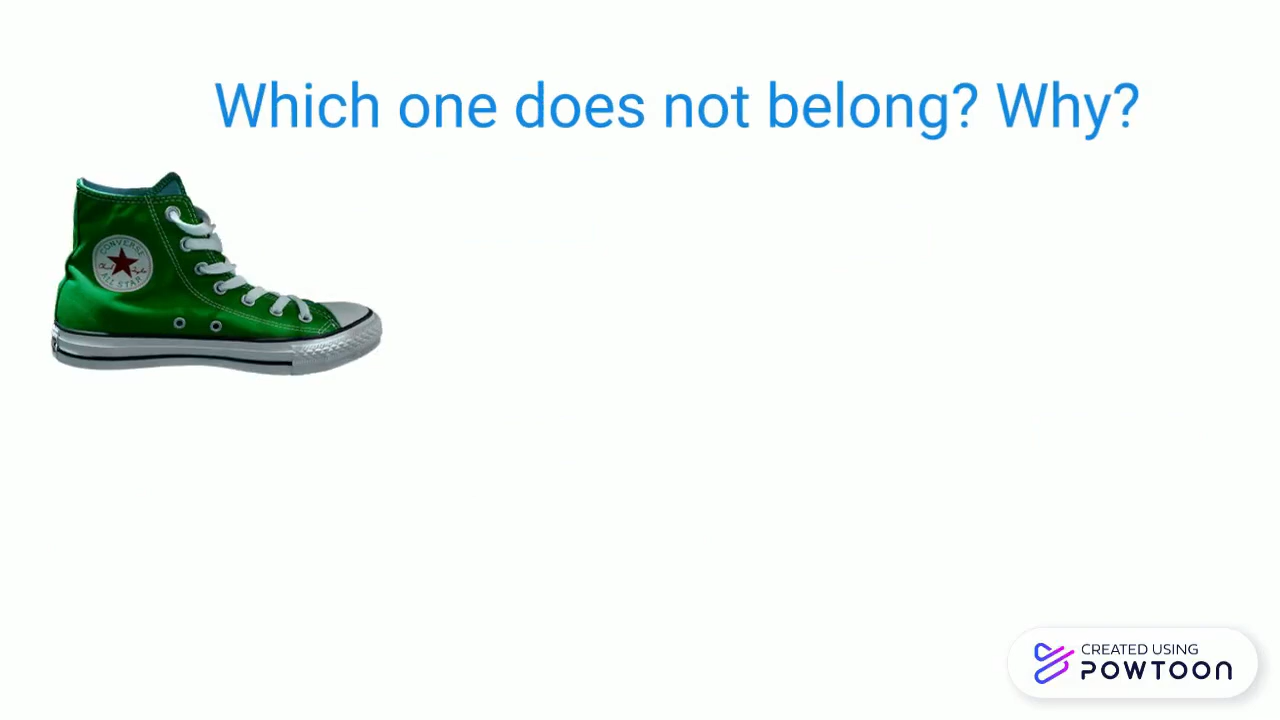 Which one does not belong? Why?
CONVERSE
ALL STAR
CREATED USING
POWTOON